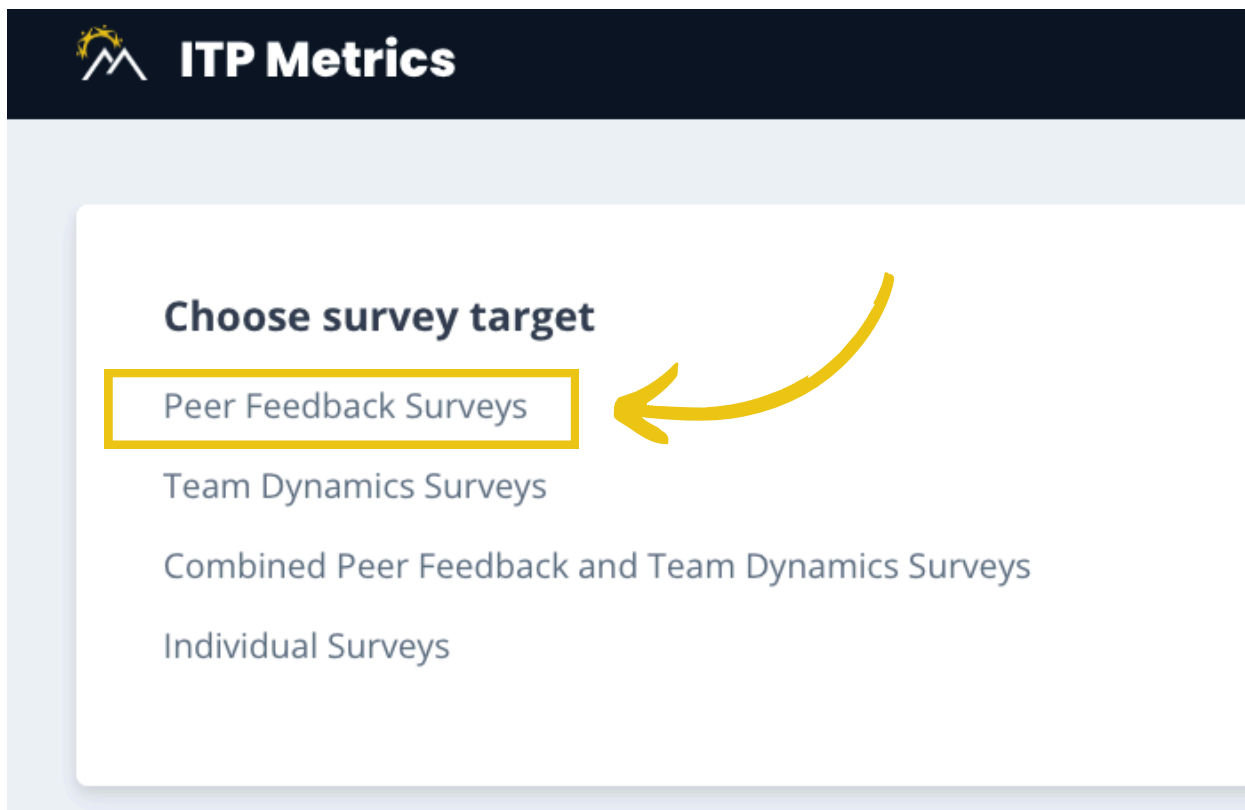 ITP Metrics
Choose survey target
Peer Feedback Surveys
Team Dynamics Surveys
Combined Peer Feedback and Team Dynamics Surveys
Individual Surveys